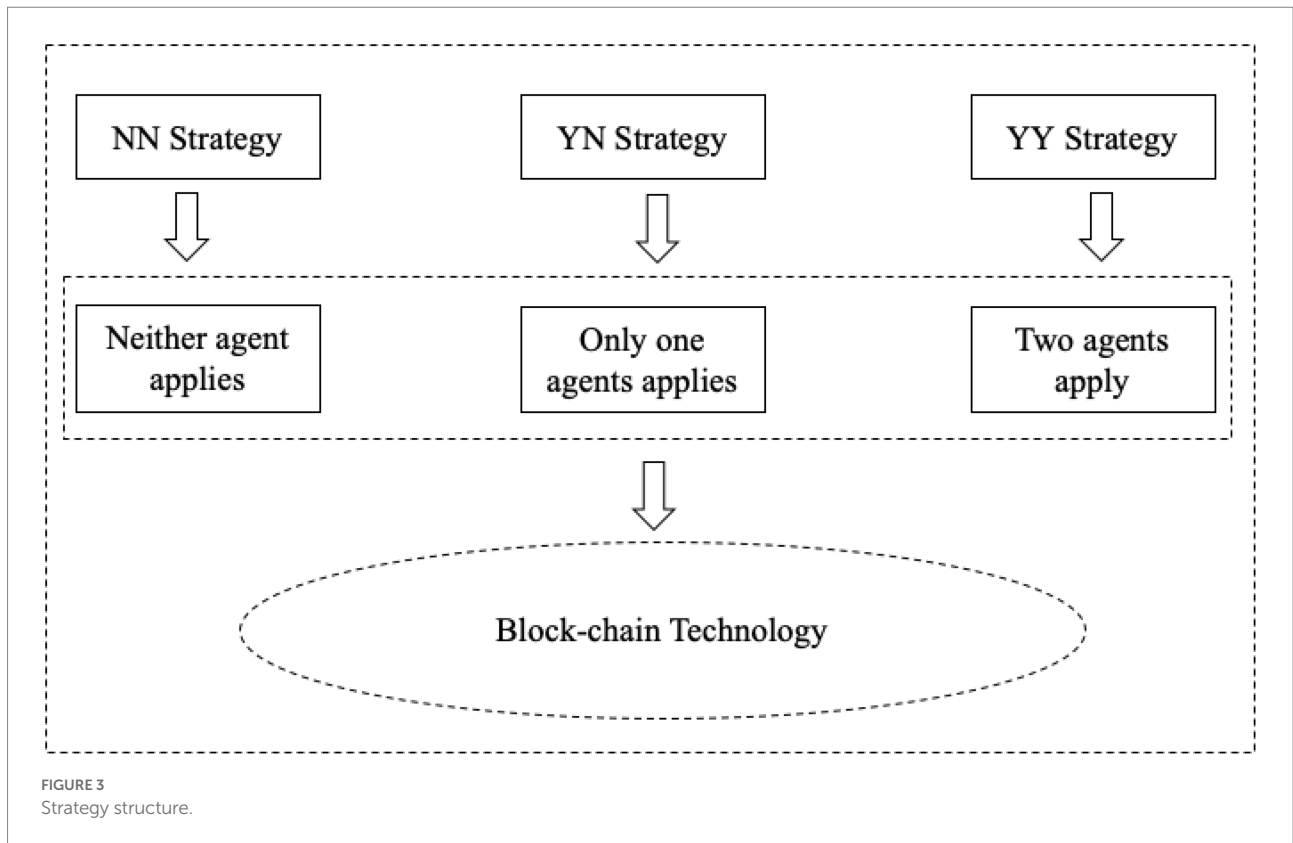 NN Strategy
YN Strategy
YY Strategy
Neither agent
applies
Only one
agents applies
Two agents
apply
Block-chain Technology
FIGURE 3
Strategy structure.